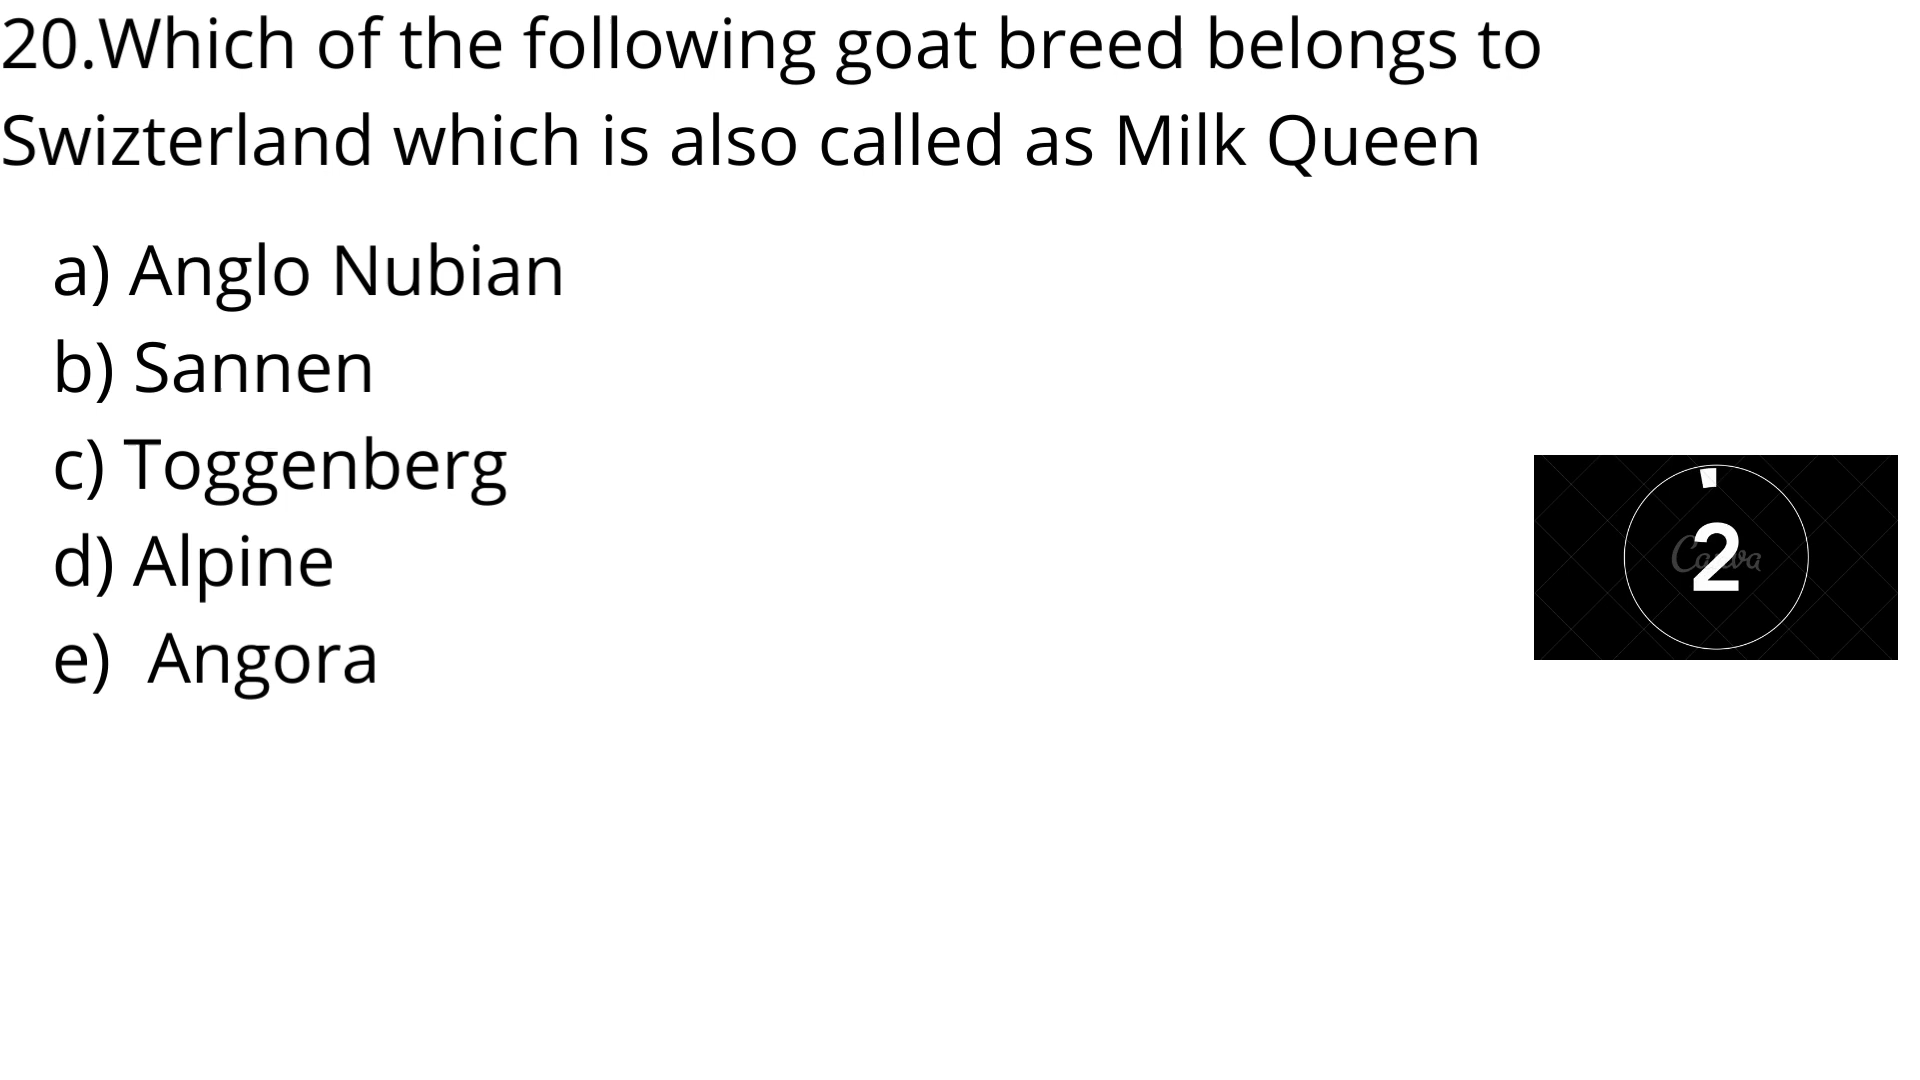 20.Which of the following goat breed belongs to
Swizterland which is also called as Milk Queen
a) Anglo Nubian
b) Sannen
c) Toggenberg
d) Alpine
e) Angora
2
Canva